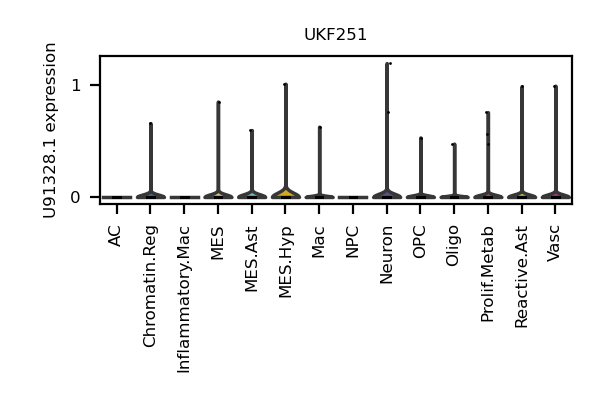 UKF251
U91328.1 expression
1
0
AC
Chromatin.Reg
Inflammatory.Mac
MES
MES.Ast
MES.Hyp
Mac
NPC
Neuron
OPC
Oligo
Prolif.Metab
Reactive.Ast
Vasc